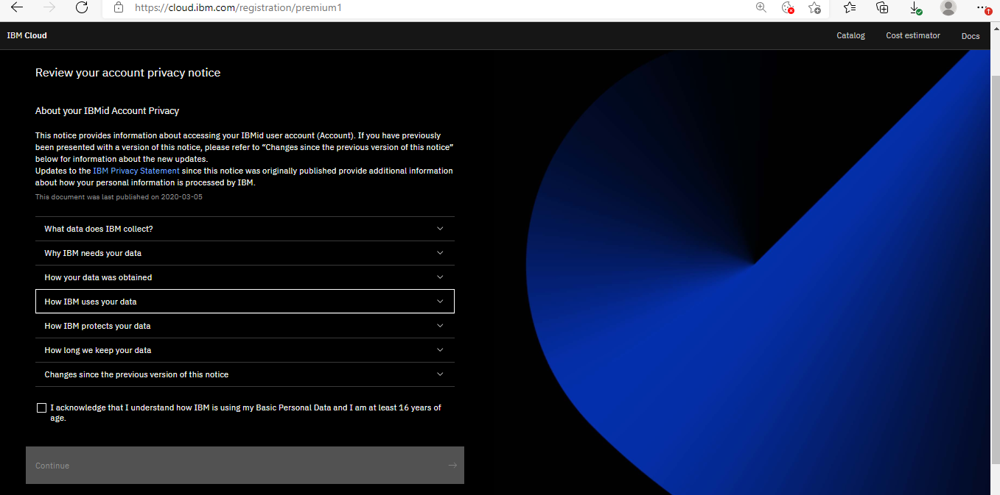 https://cloud.ibm.com/registration/premium1
IBM Cloud
Catalog
Cost estimator
Docs
Review your account privacy notice
About your IBMid Account Privacy
This notice provides information about accessing your IBMid user account (Account). If you have previously
been presented with a version of this notice, please refer to “Changes since the previous version of this notice”
below for information about the new updates.
Updates to the IBM Privacy Statement since this notice was originally published provide additional information
about how your personal information is processed by IBM.
This document was last published on 2020-03-05
What data does IBM collect?
Why IBM needs your data
How your data was obtained
How IBM uses your data
How IBM protects your data
How long we keep your data
Changes since the previous version of this notice
I acknowledge that I understand how IBM is using my Basic Personal Data and I am at least 16 years of
age.
Continue